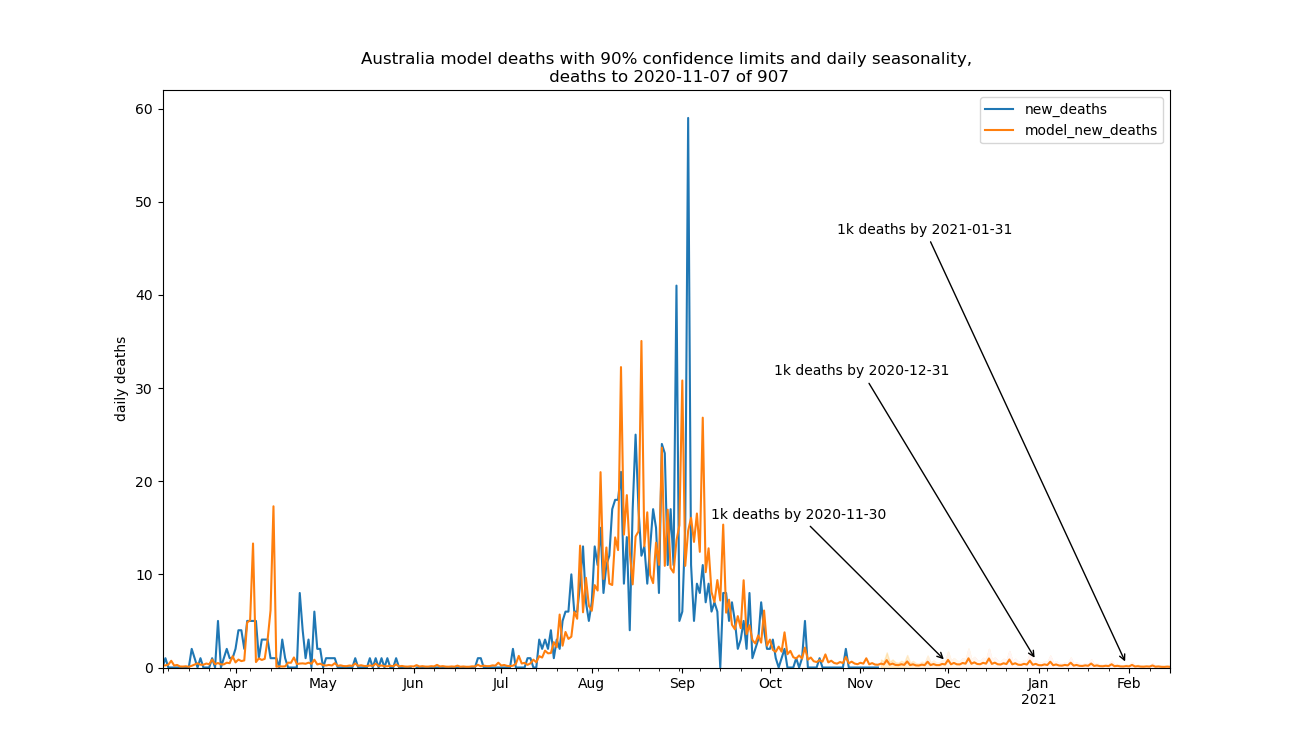 Australia model deaths with 90% confidence limits and daily seasonality,
deaths to 2020-11-07 of 907
new_deaths
model_new_deaths
60
50
40
30
20
10
0
daily deaths
1k deaths by 2021-01-31
1k deaths by 2020-12-31
1k deaths by 2020-11-30
Apr May Jun Jul Aug Sep Oct Nov Dec Jan Feb
2021